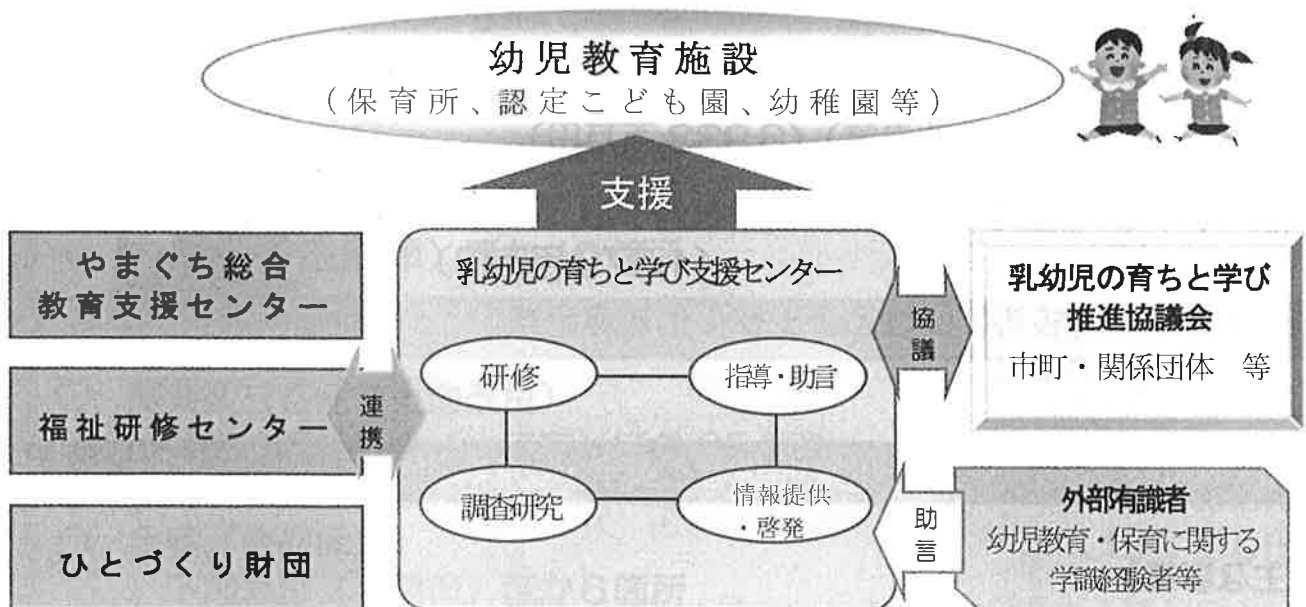 幼児教育施設
（保育所、認定こども園、幼稚園等）
支援
やまぐち総合
教育支援センター
福祉研修センター
ひとづくり財団
連携
乳幼児の育ちと学び支援センター
研修
指導・助言
調査研究
情報提供
・啓発
協議
乳幼児の育ちと学び
推進協議会
市町・関係団体　等
助言
外部有識者
幼児教育・保育に関する
学識経験者等